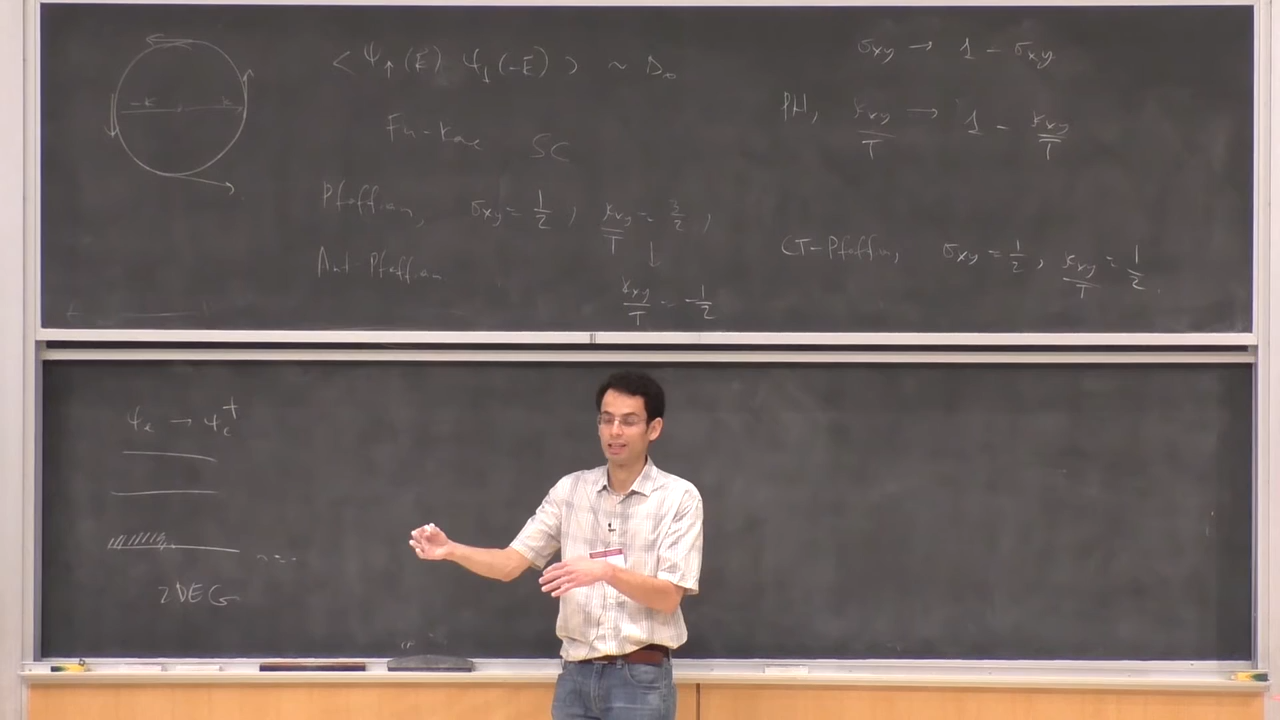 -k k
< ψ↑(k) ψ↓(-k) > ~ Δ₀
Fu-Kane SC
Pfaffian, σxy = 1/2, κxy/T = 3/2,
↓
Anti-Pfaffian κxy/T = -1/2
σxy → 1 - σxy
PH, κxy/T → 1 - κxy/T
CT-Pfaffian, σxy = 1/2, κxy/T = 1/2.
ψe → ψe†
2DEG